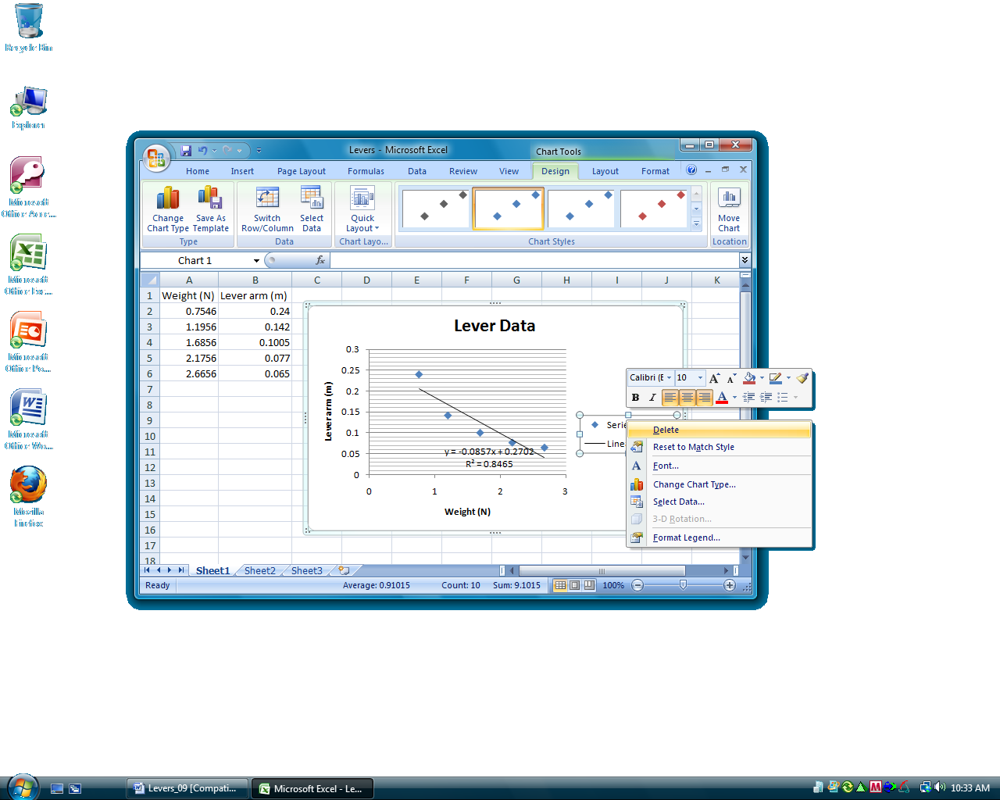 Recycle Bin
Explorer
Microsoft
Office Acce...
Microsoft
Office Exc...
Microsoft
Office Po...
Microsoft
Office Wo...
Mozilla
Firefox
Levers - Microsoft Excel
Chart Tools
Home Insert Page Layout Formulas Data Review View Design Layout Format
Change
Chart Type
Save As
Template
Switch
Row/Column
Select
Data
Quick
Layout
Move
Chart
Type Data Chart Layo... Chart Styles Location
Chart 1 fx
A B C D E F G H I J K
1 Weight (N) Lever arm (m)
2 0.7546 0.24
3 1.1956 0.142
4 1.6856 0.1005
5 2.1756 0.077
6 2.6656 0.065
7
8
9
10
11
12
13
14
15
16
17
18
Lever Data
0.3
0.25
0.2
0.15
0.1
0.05
0
Lever arm (m)
y = -0.0857x + 0.2702
R² = 0.8465
0 1 2 3
Weight (N)
Serie
Line
Calibri (E 10 A A
B I A
Delete
Reset to Match Style
Font...
Change Chart Type...
Select Data...
3-D Rotation...
Format Legend...
Sheet1 Sheet2 Sheet3
Ready Average: 0.91015 Count: 10 Sum: 9.1015 100%
Levers_09 [Compati...
Microsoft Excel - Le...
10:33 AM